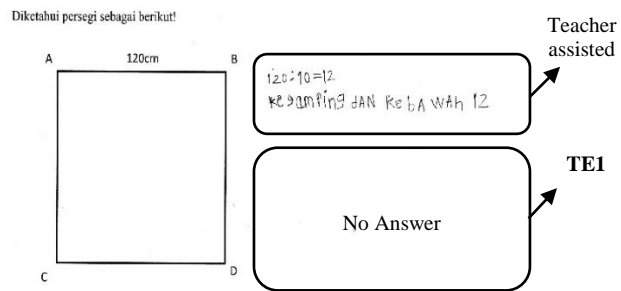 Diketahui persegi sebagai berikut!
A 120cm B
C D
120:10=12
kesamping dAN kebAWAh 12
Teacher
assisted
TE1
No Answer